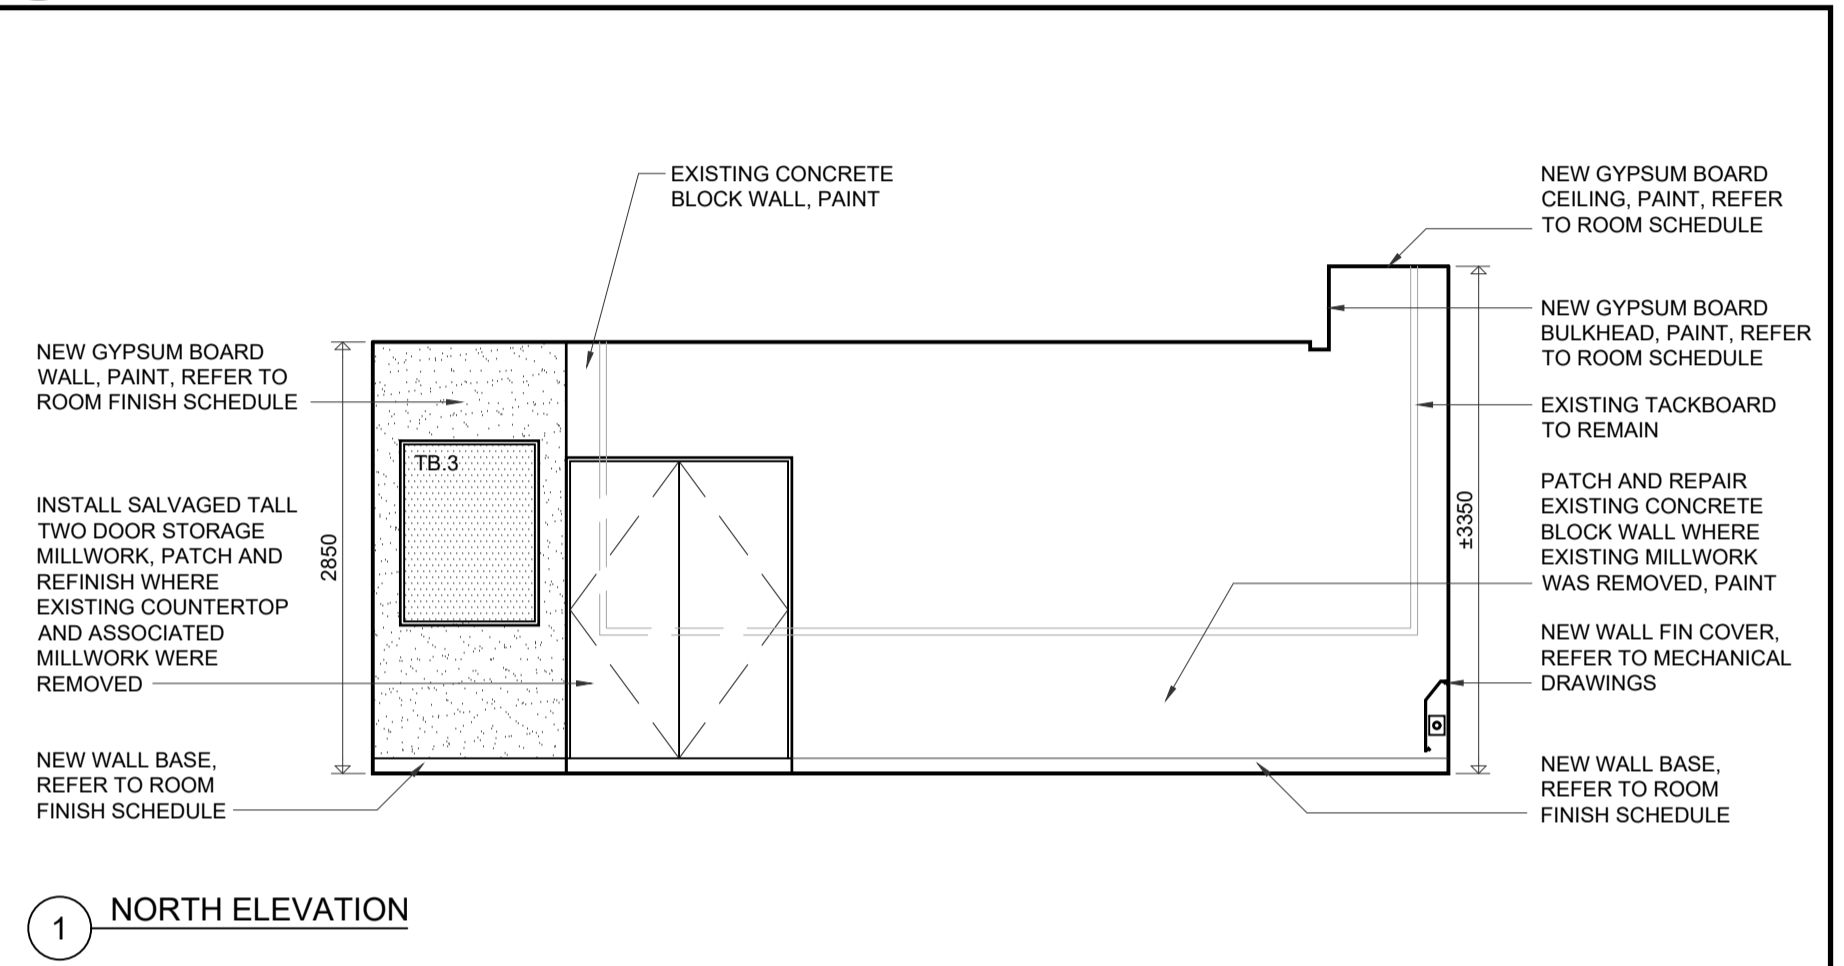 EXISTING CONCRETE
BLOCK WALL, PAINT
NEW GYPSUM BOARD
CEILING, PAINT, REFER
TO ROOM SCHEDULE
NEW GYPSUM BOARD
BULKHEAD, PAINT, REFER
TO ROOM SCHEDULE
EXISTING TACKBOARD
TO REMAIN
PATCH AND REPAIR
EXISTING CONCRETE
BLOCK WALL WHERE
EXISTING MILLWORK
WAS REMOVED, PAINT
NEW WALL FIN COVER,
REFER TO MECHANICAL
DRAWINGS
NEW WALL BASE,
REFER TO ROOM
FINISH SCHEDULE
NEW GYPSUM BOARD
WALL, PAINT, REFER TO
ROOM FINISH SCHEDULE
INSTALL SALVAGED TALL
TWO DOOR STORAGE
MILLWORK, PATCH AND
REFINISH WHERE
EXISTING COUNTERTOP
AND ASSOCIATED
MILLWORK WERE
REMOVED
NEW WALL BASE,
REFER TO ROOM
FINISH SCHEDULE
2850
TB.3
±3350
1 NORTH ELEVATION